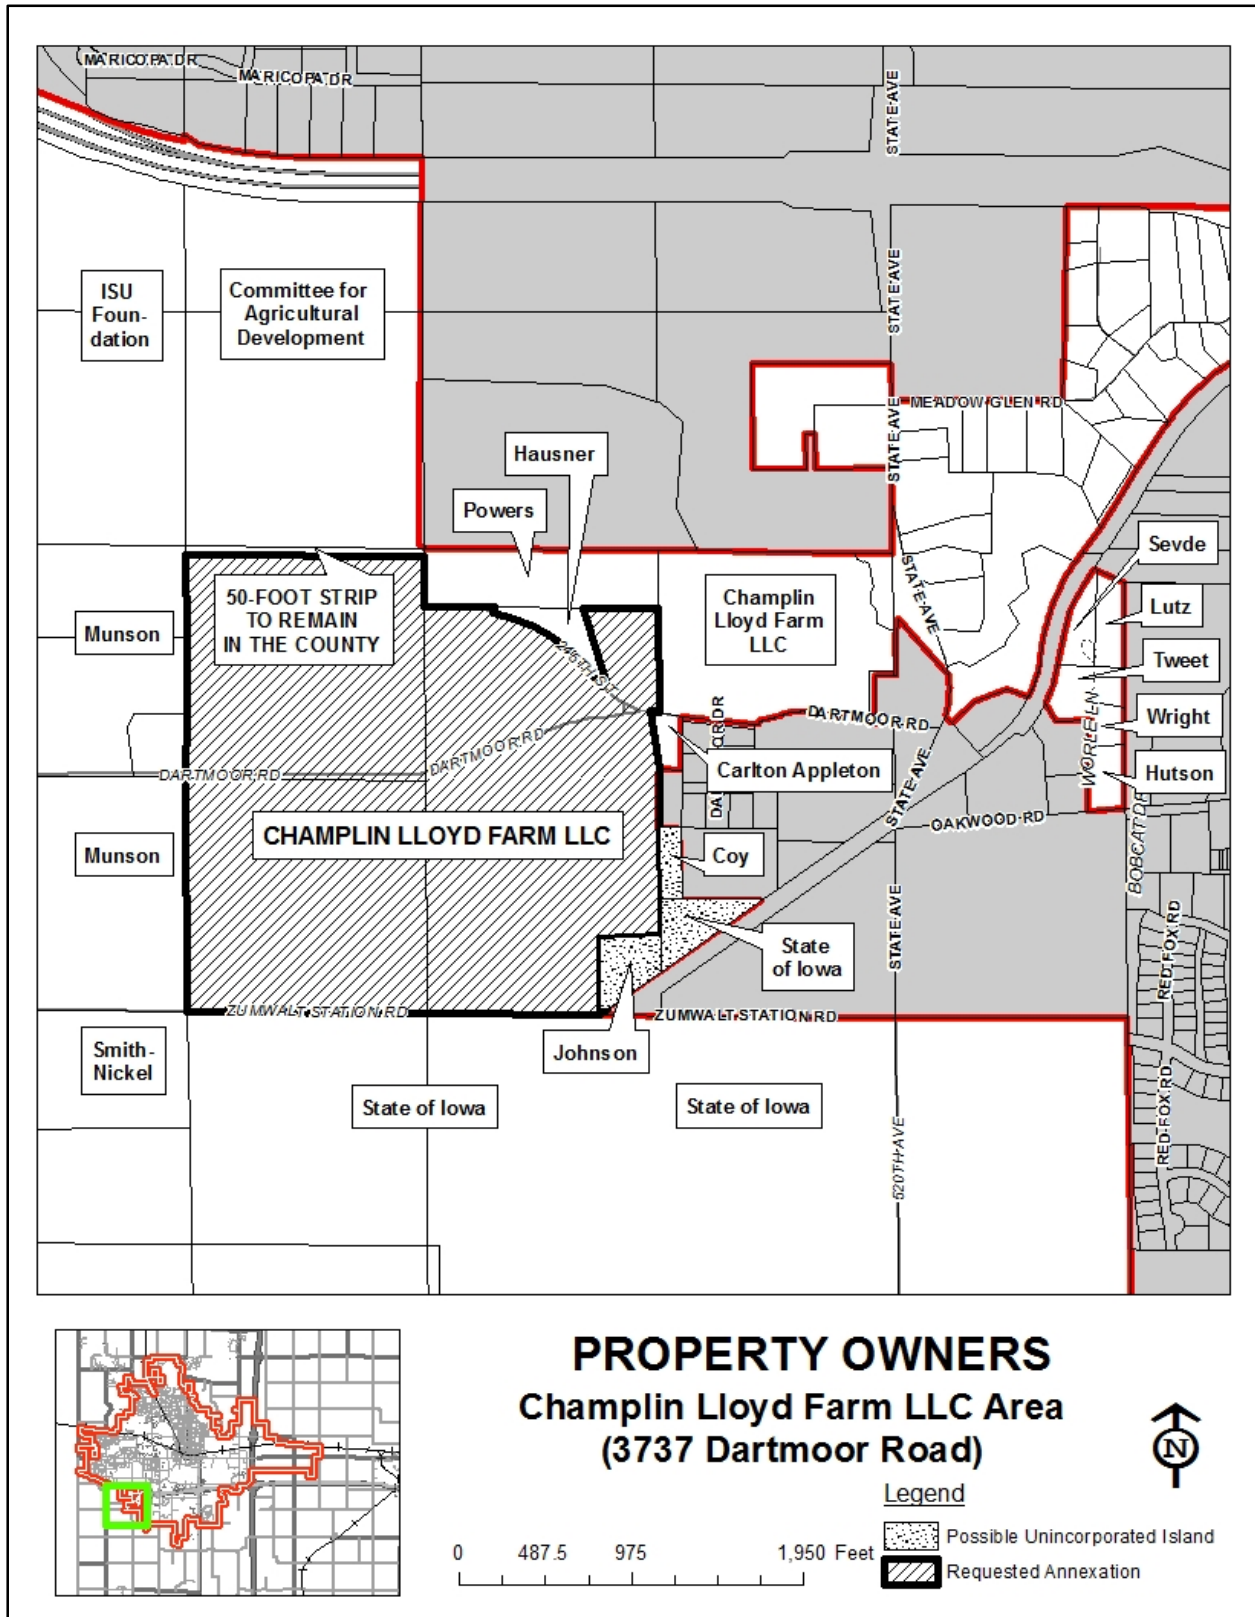 MARICOPA DR
MARICOPA DR
STATE AVE
ISU
Foun-
dation
Committee for
Agricultural
Development
STATE AVE
MEADOW GLEN RD
STATE AVE
Hausner
Powers
Sevde
STATE AVE
50-FOOT STRIP
TO REMAIN
IN THE COUNTY
Champlin
Lloyd Farm
LLC
Lutz
Munson
Tweet
245TH ST
WORLE LN
Wright
DARTMOOR RD
DARTMOOR RD
DARTMOOR RD
Carlton Appleton
Hutson
STATE AVE
OAKWOOD RD
CHAMPLIN LLOYD FARM LLC
Munson
Coy
BOBCAT DR
STATE AVE
State
of Iowa
RED FOX RD
ZUMWALT STATION RD
ZUMWALT STATION RD
Smith-
Nickel
Johnson
State of Iowa
State of Iowa
RED FOX RD
520TH AVE
PROPERTY OWNERS
Champlin Lloyd Farm LLC Area
(3737 Dartmoor Road)
N
Legend
Possible Unincorporated Island
Requested Annexation
0 487.5 975 1,950 Feet